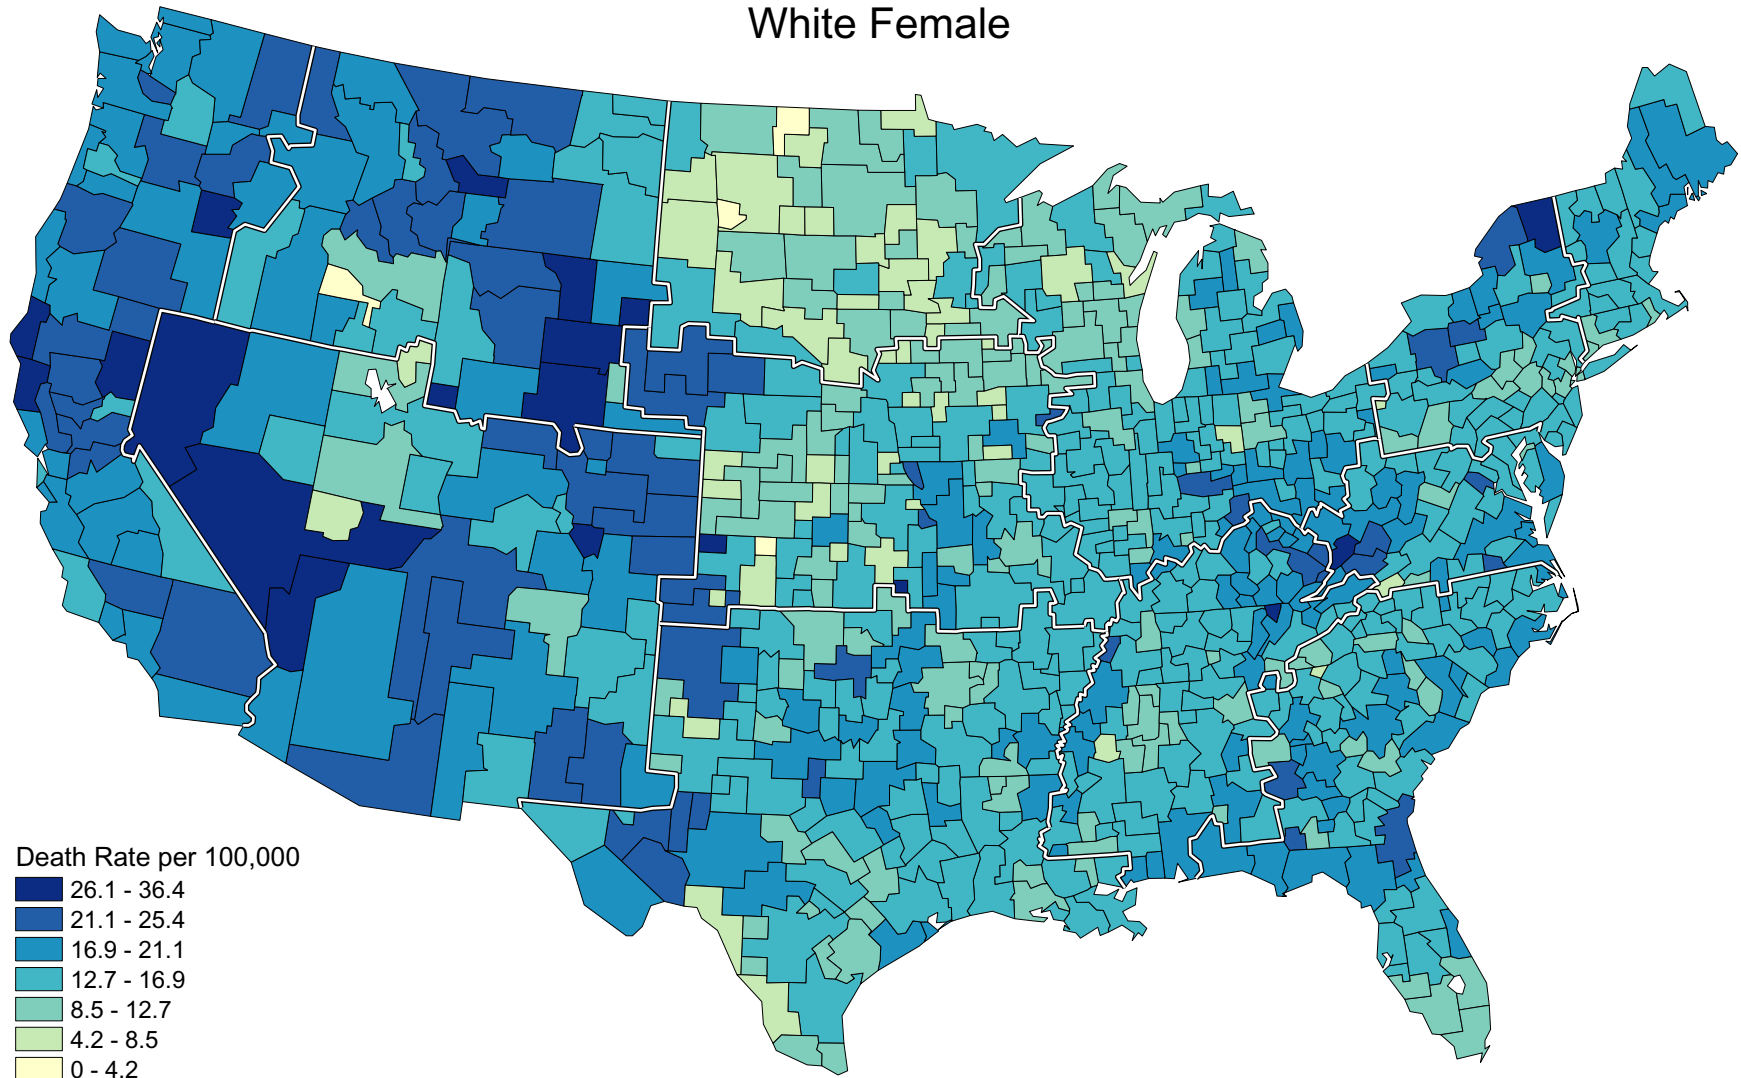 White Female
Death Rate per 100,000
26.1 - 36.4
21.1 - 25.4
16.9 - 21.1
12.7 - 16.9
8.5 - 12.7
4.2 - 8.5
0 - 4.2